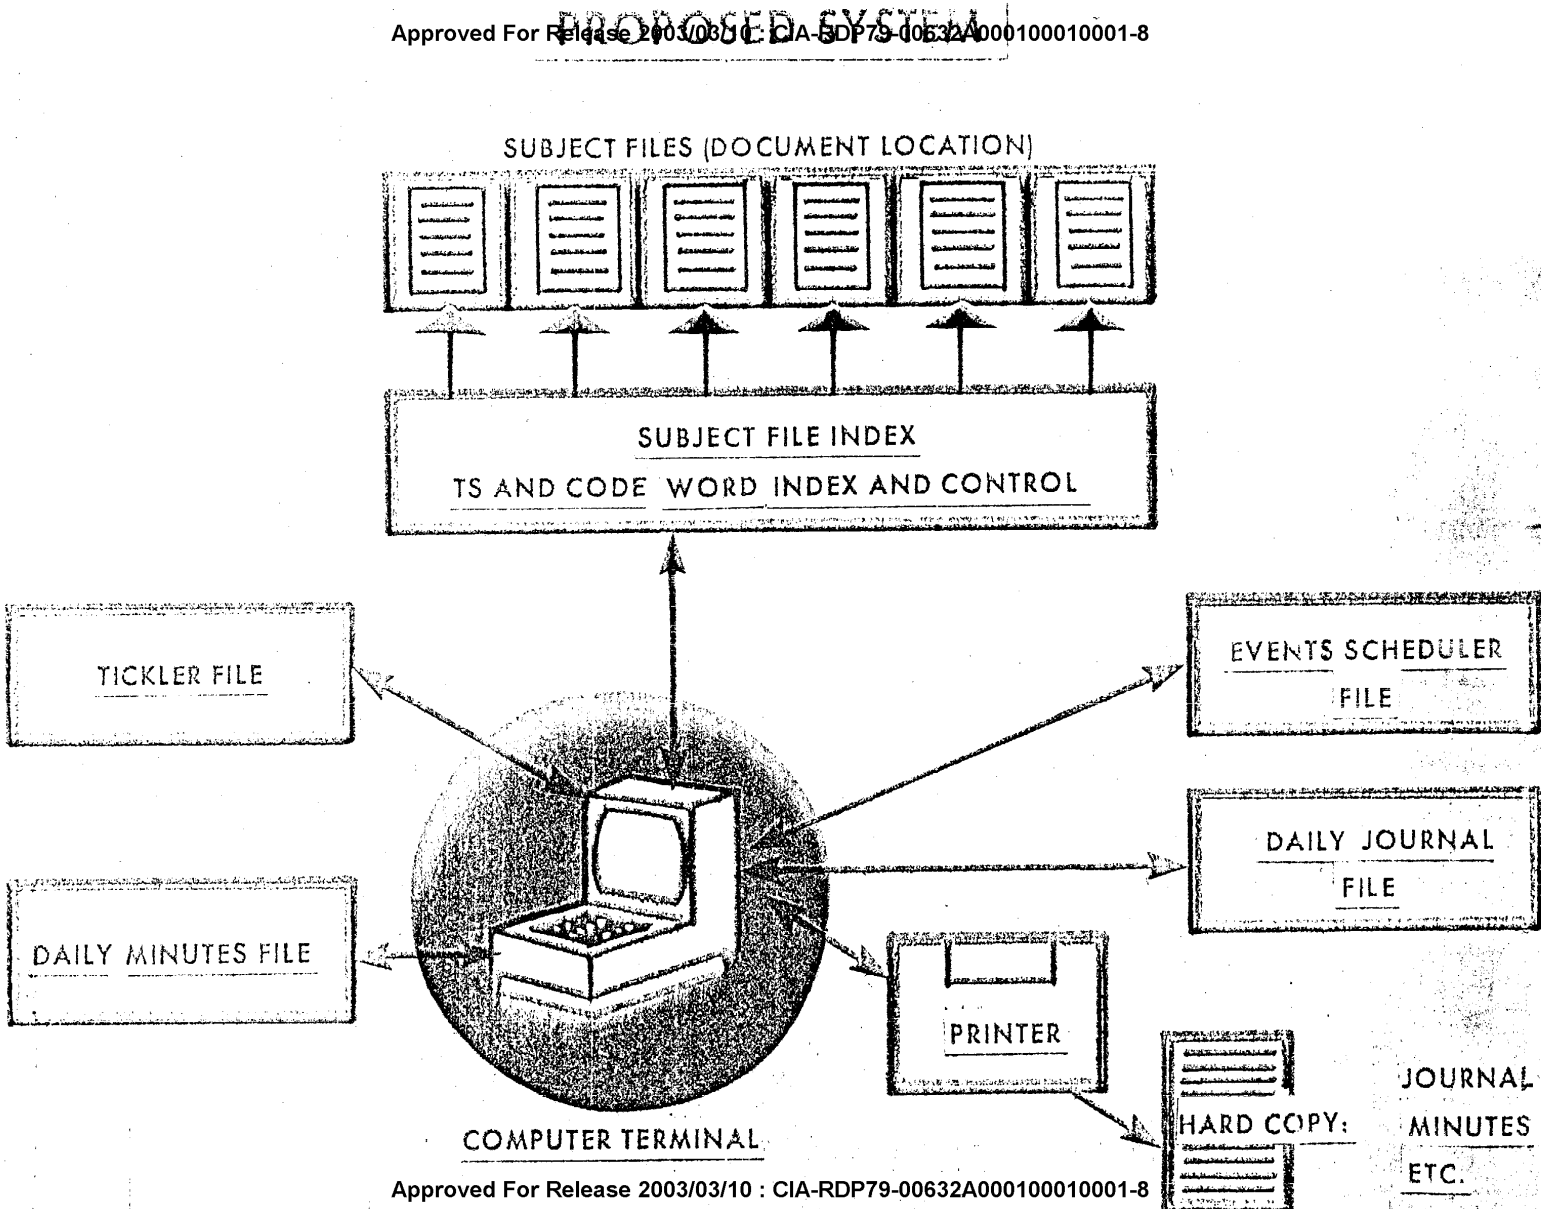 PROPOSED SYSTEM
Approved For Release 2003/03/10 : CIA-RDP79-00632A000100010001-8
SUBJECT FILES (DOCUMENT LOCATION)
SUBJECT FILE INDEX
TS AND CODE WORD INDEX AND CONTROL
TICKLER FILE
EVENTS SCHEDULER
FILE
DAILY JOURNAL
FILE
DAILY MINUTES FILE
PRINTER
COMPUTER TERMINAL
HARD COPY:
JOURNAL
MINUTES
ETC.
Approved For Release 2003/03/10 : CIA-RDP79-00632A000100010001-8